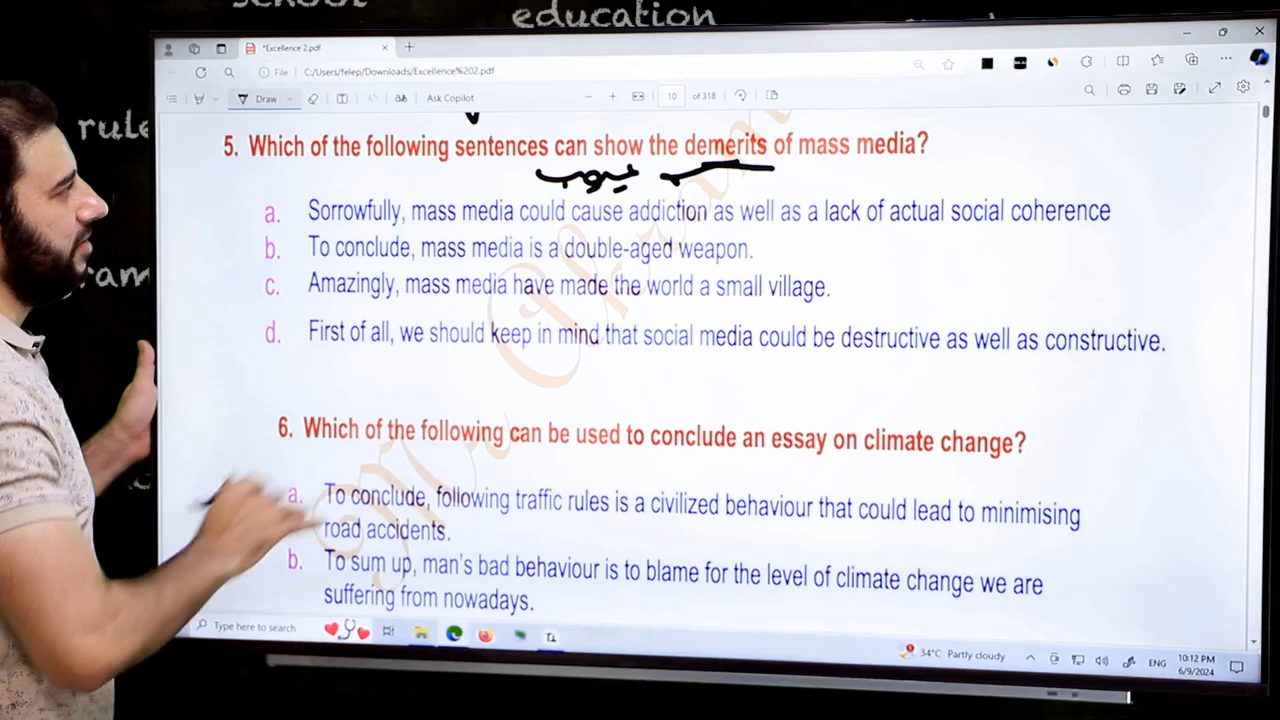 school
education
rule
ram
*Excellence 2.pdf
File
C:/Users/felep/Downloads/Excellence%202.pdf
Draw
Ask Copilot
10 of 318
5. Which of the following sentences can show the demerits of mass media?
عيوب
a. Sorrowfully, mass media could cause addiction as well as a lack of actual social coherence
b. To conclude, mass media is a double-aged weapon.
c. Amazingly, mass media have made the world a small village.
d. First of all, we should keep in mind that social media could be destructive as well as constructive.
6. Which of the following can be used to conclude an essay on climate change?
a. To conclude, following traffic rules is a civilized behaviour that could lead to minimising
road accidents.
b. To sum up, man's bad behaviour is to blame for the level of climate change we are
suffering from nowadays.
Type here to search
34°C Partly cloudy
ENG
10:12 PM
6/9/2024